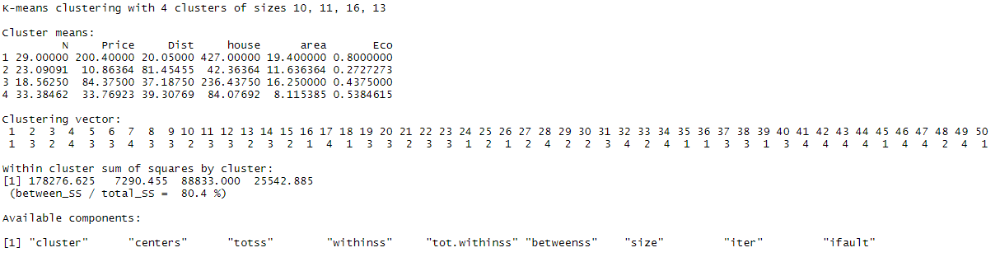 K-means clustering with 4 clusters of sizes 10, 11, 16, 13
Cluster means:
N Price Dist house area Eco
1 29.00000 200.40000 20.05000 427.00000 19.400000 0.8000000
2 23.09091 10.86364 81.45455 42.36364 11.636364 0.2727273
3 18.56250 84.37500 37.18750 236.43750 16.250000 0.4375000
4 33.38462 33.76923 39.30769 84.07692 8.115385 0.5384615
Clustering vector:
1 2 3 4 5 6 7 8 9 10 11 12 13 14 15 16 17 18 19 20 21 22 23 24 25 26 27 28 29 30 31 32 33 34 35 36 37 38 39 40 41 42 43 44 45 46 47 48 49 50
1 3 2 4 3 3 4 3 3 2 3 3 2 3 2 1 4 1 3 3 2 3 3 1 2 1 2 4 2 2 3 4 2 4 1 1 3 3 1 3 4 4 4 4 1 4 4 2 4 1
Within cluster sum of squares by cluster:
[1] 178276.625 7290.455 88833.000 25542.885
(between_SS / total_SS = 80.4 %)
Available components:
[1] "cluster" "centers" "totss" "withinss" "tot.withinss" "betweenss" "size" "iter" "ifault"